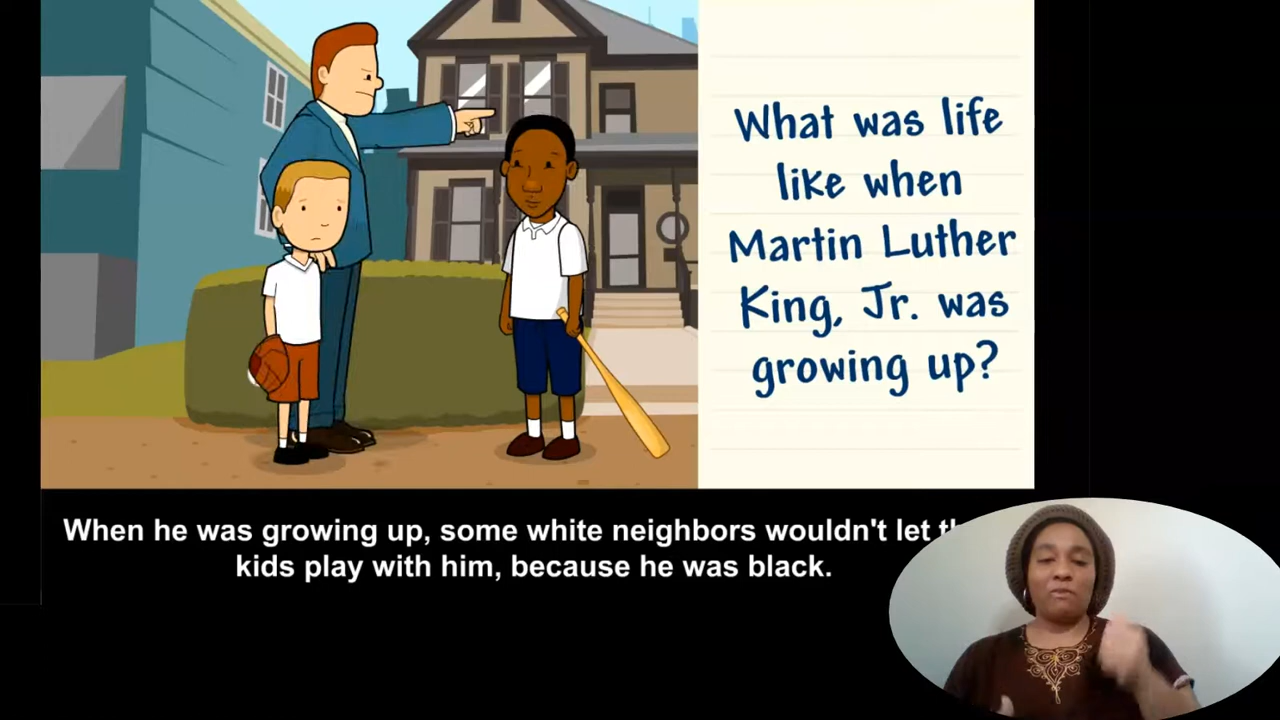 What was life
like when
Martin Luther
King, Jr. was
growing up?
When he was growing up, some white neighbors wouldn't let
kids play with him, because he was black.